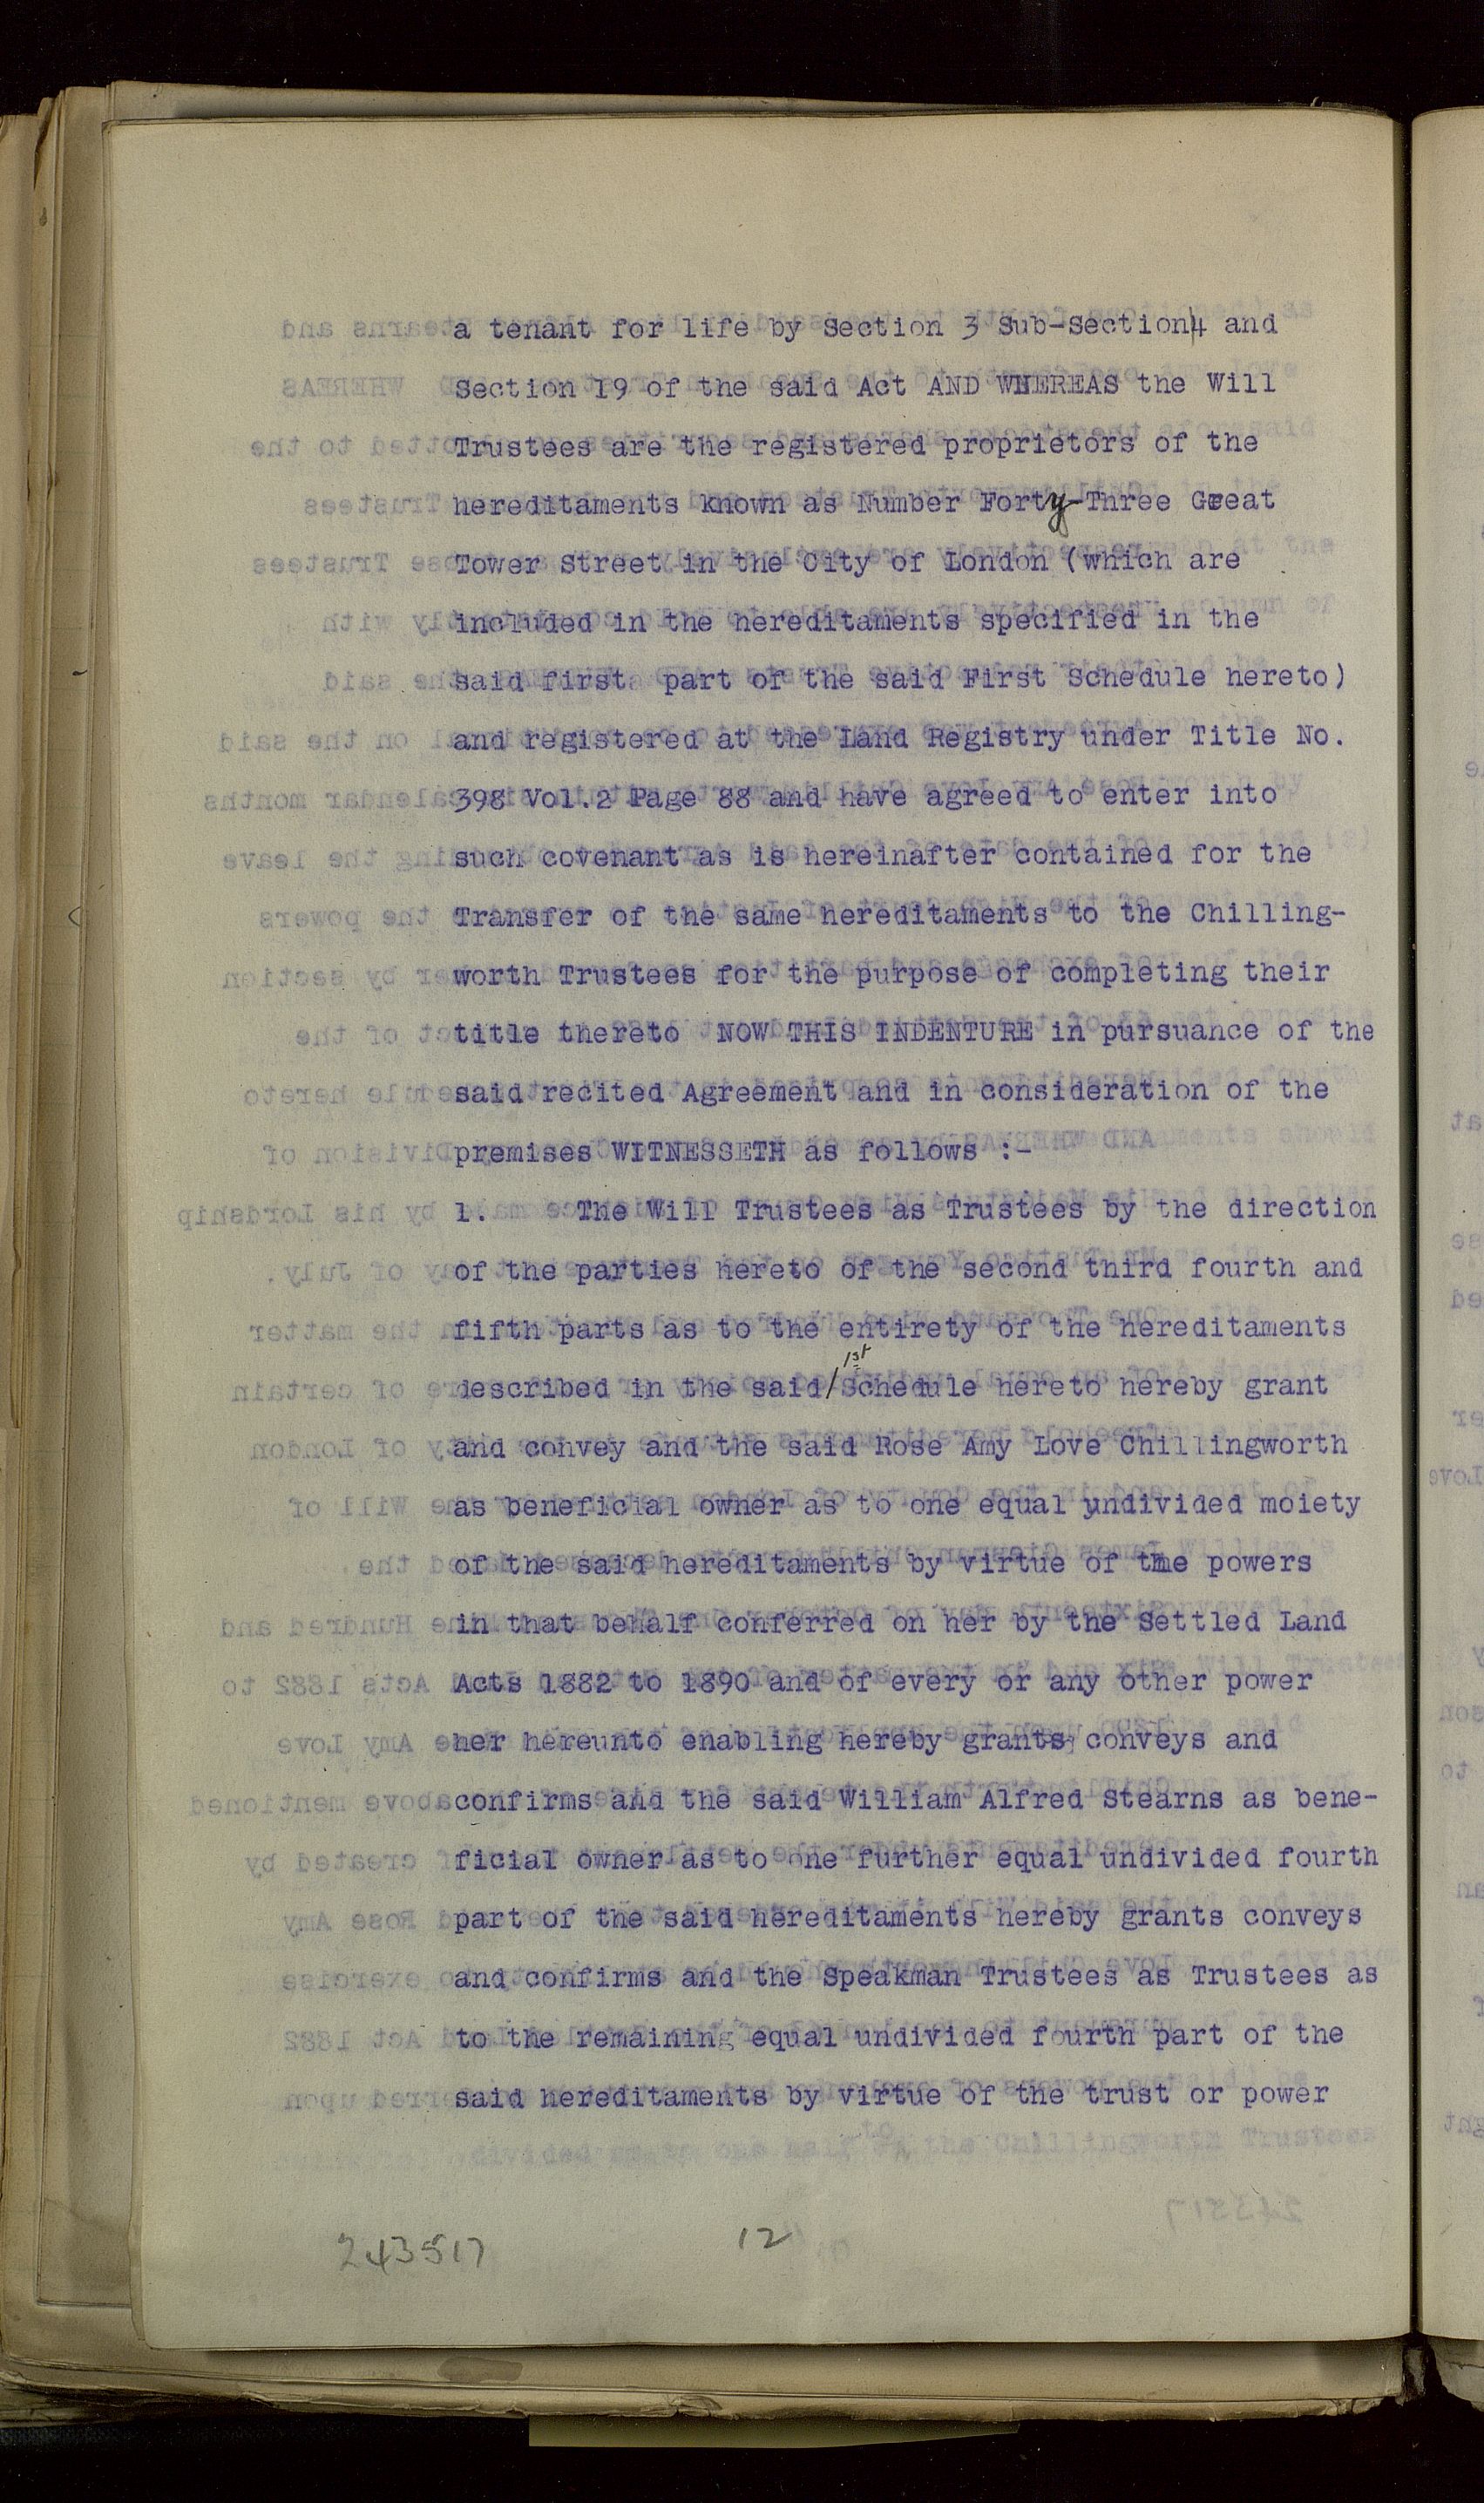 a tenant for life by Section 3 Sub-Section 4 and
Section 19 of the said Act AND WHEREAS the Will
Trustees are the registered proprietors of the
hereditaments known as Number Forty-Three Great
Tower Street in the City of London (which are
included in the hereditaments specified in the
said first part of the said First Schedule hereto)
and registered at the Land Registry under Title No.
398 Vol.2 Page 88 and have agreed to enter into
such covenant as is hereinafter contained for the
Transfer of the same hereditaments to the Chilling-
worth Trustees for the purpose of completing their
title thereto NOW THIS INDENTURE in pursuance of the
said recited Agreement and in consideration of the
premises WITNESSETH as follows :-
1. The Will Trustees as Trustees by the direction
of the parties hereto of the second third fourth and
fifth parts as to the entirety of the hereditaments
described in the said / 1st Schedule hereto hereby grant
and convey and the said Rose Amy Love Chillingworth
as beneficial owner as to one equal undivided moiety
of the said hereditaments by virtue of the powers
in that behalf conferred on her by the Settled Land
Acts 1882 to 1890 and of every or any other power
her hereunto enabling hereby grants conveys and
confirms and the said William Alfred Stearns as bene-
ficial owner as to one further equal undivided fourth
part of the said hereditaments hereby grants conveys
and confirms and the Speakman Trustees as Trustees as
to the remaining equal undivided fourth part of the
said hereditaments by virtue of the trust or power
243517
12